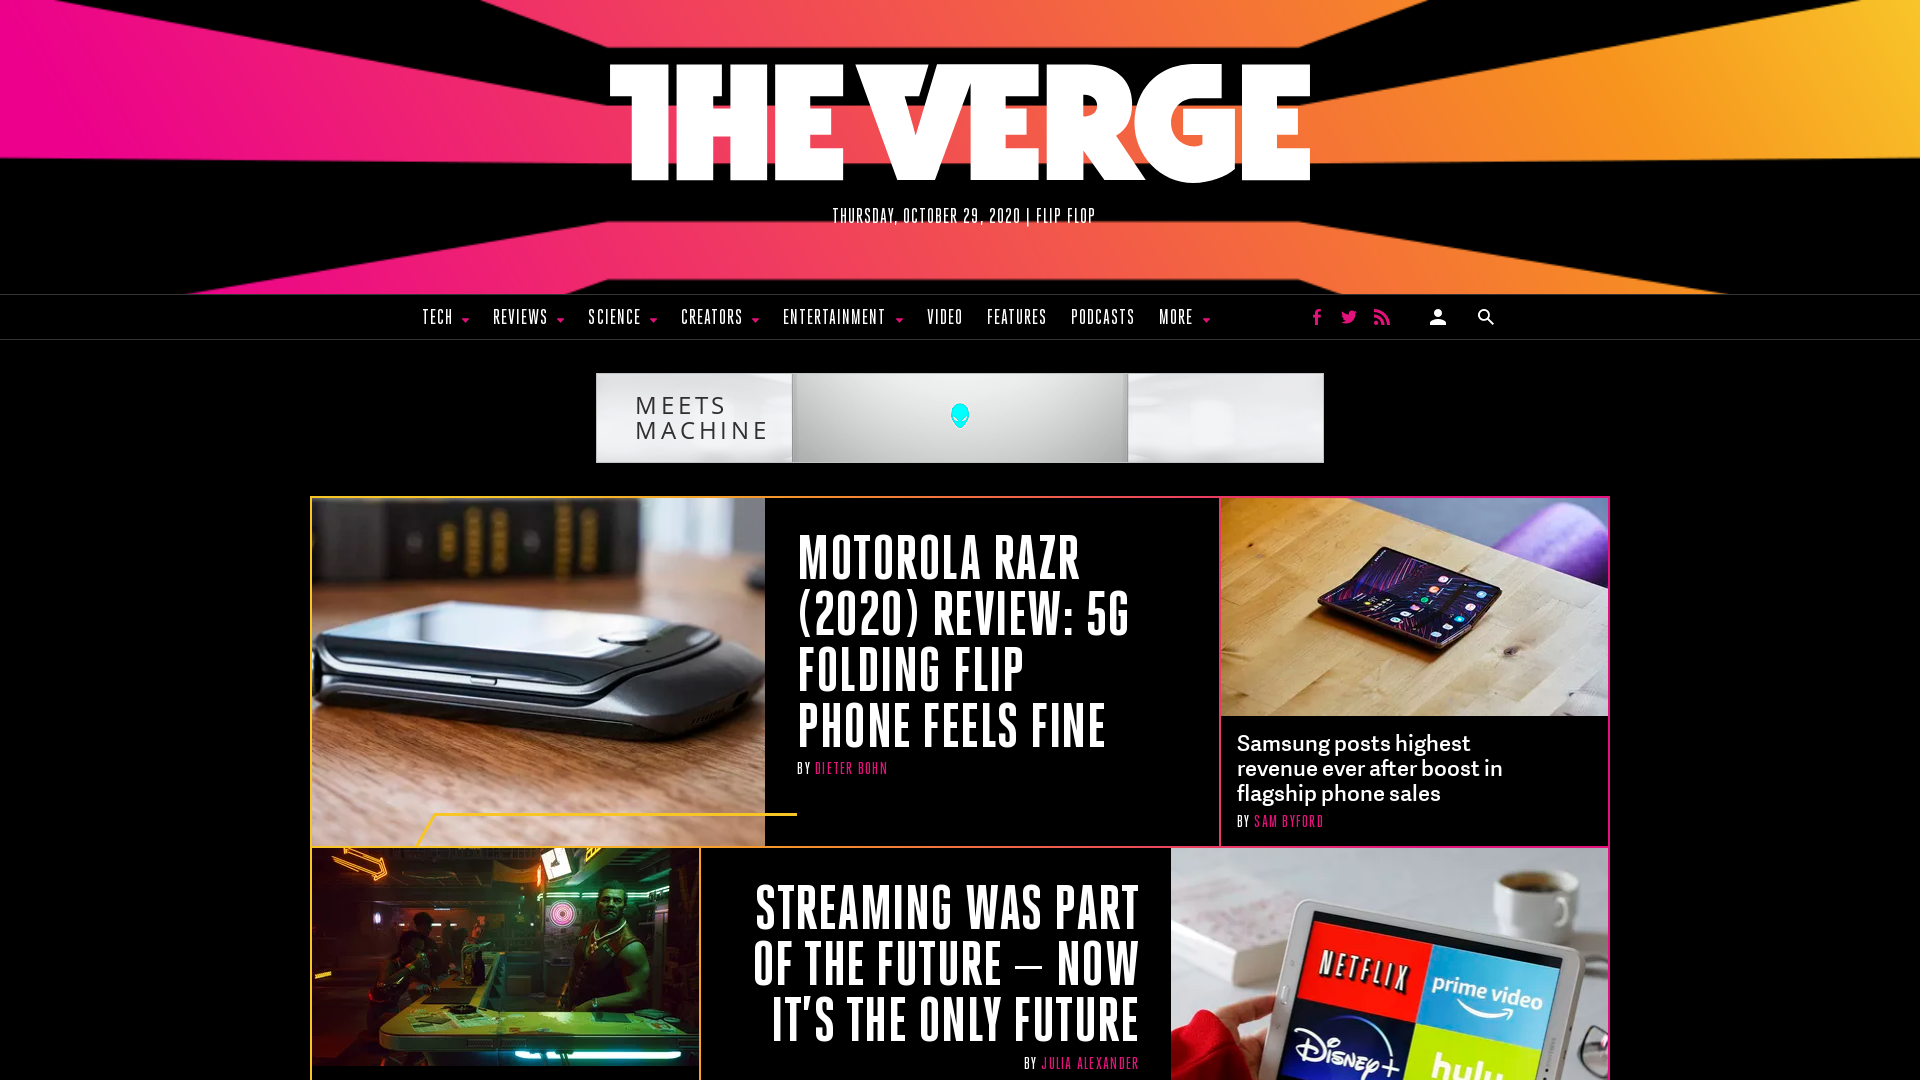 THE VERGE
THURSDAY, OCTOBER 29, 2020 | FLIP FLOP
TECH REVIEWS SCIENCE CREATORS ENTERTAINMENT VIDEO FEATURES PODCASTS MORE
MEETS
MACHINE
MOTOROLA RAZR
(2020) REVIEW: 5G
FOLDING FLIP
PHONE FEELS FINE
BY DIETER BOHN
Samsung posts highest
revenue ever after boost in
flagship phone sales
BY SAM BYFORD
STREAMING WAS PART
OF THE FUTURE — NOW
IT'S THE ONLY FUTURE
BY JULIA ALEXANDER
NETFLIX
prime video
Disney+
hulu